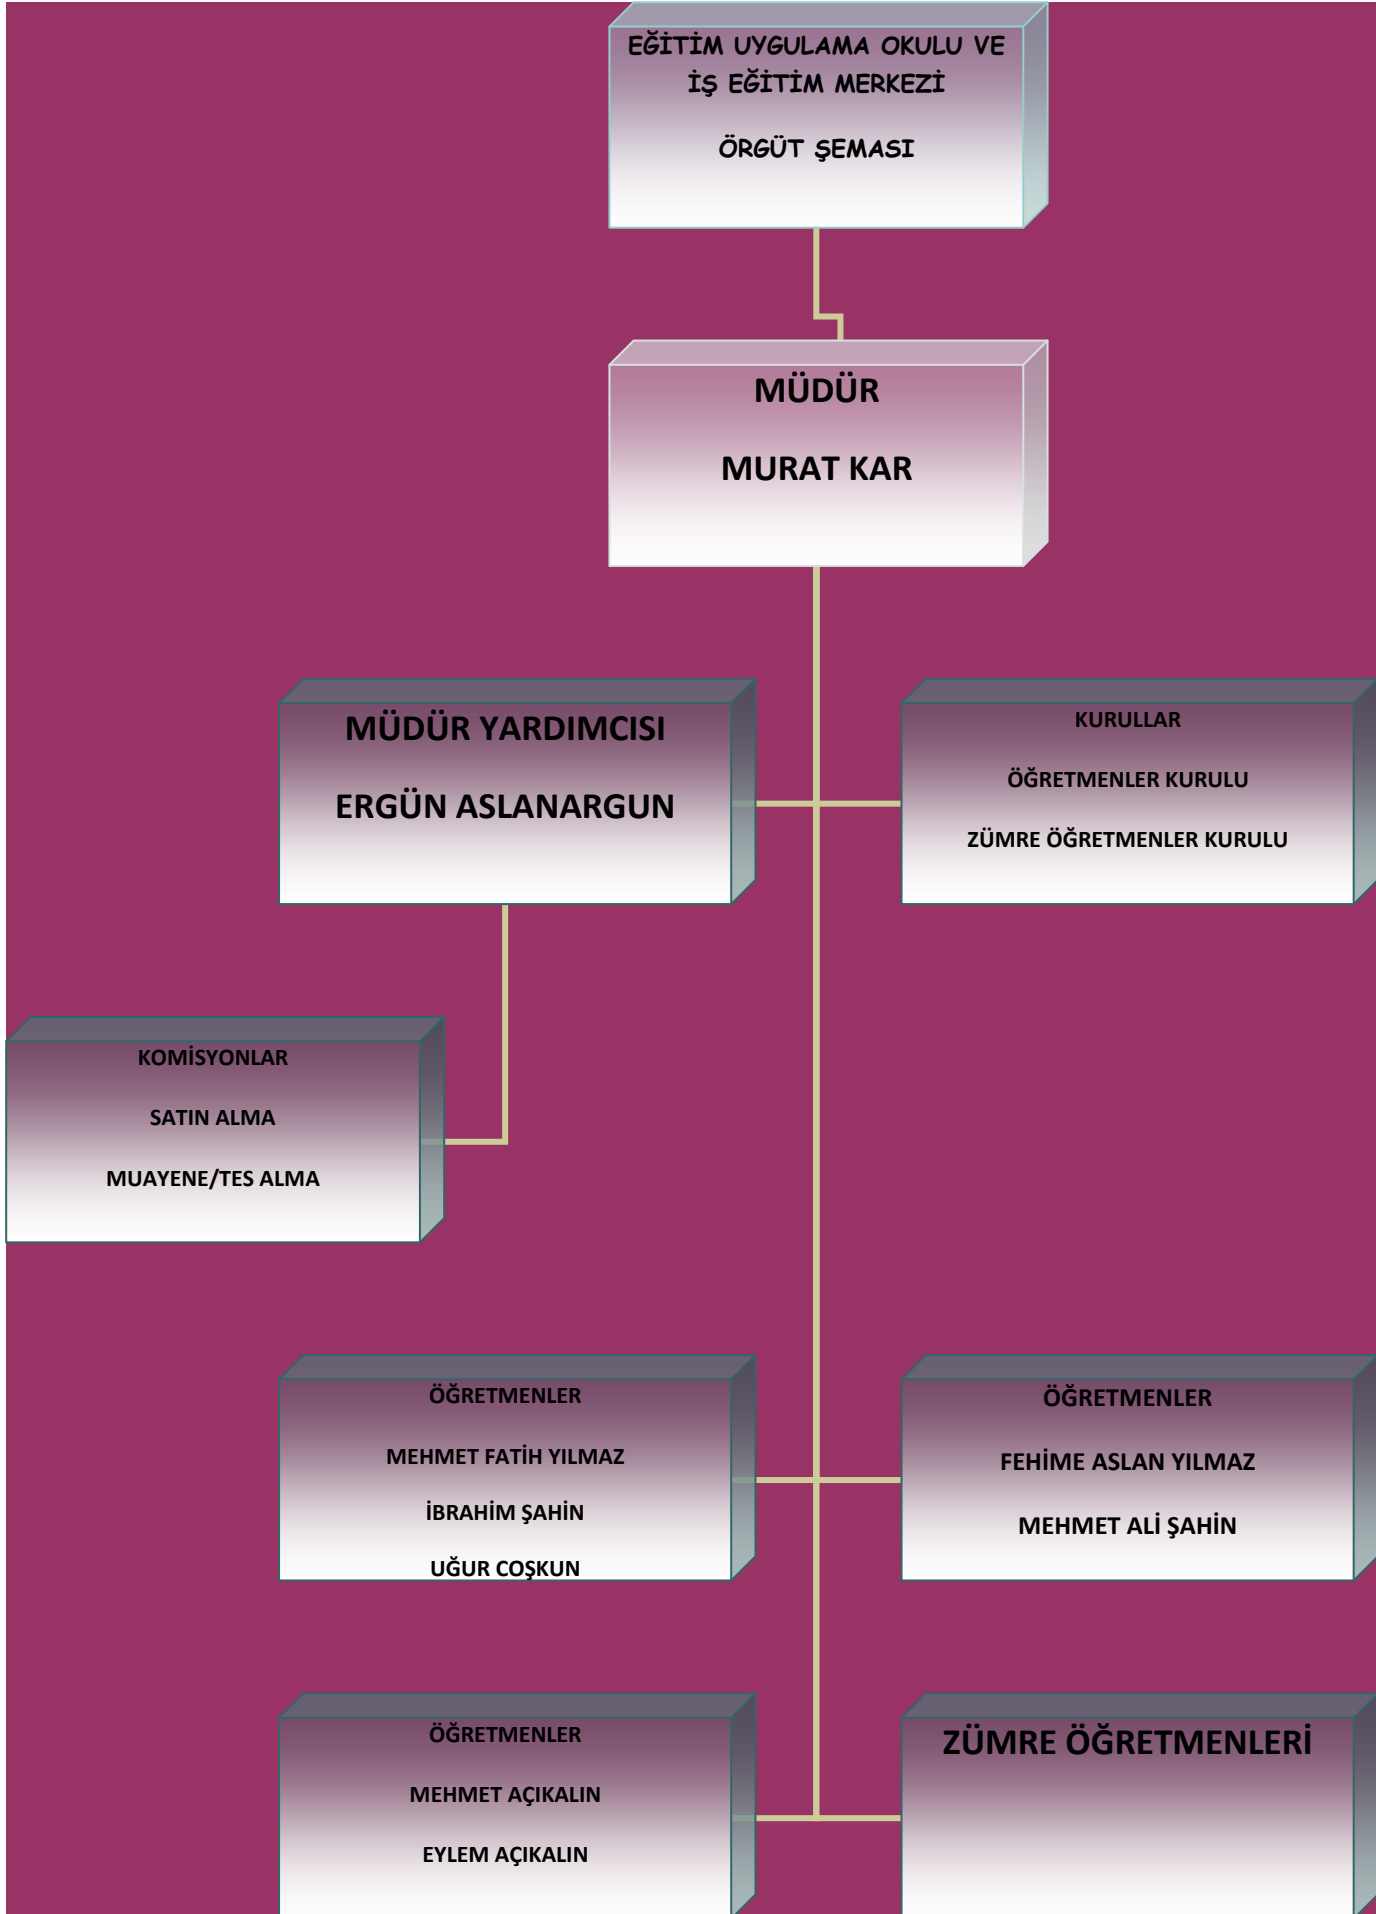 EĞİTİM UYGULAMA OKULU VE
İŞ EĞİTİM MERKEZİ
ÖRGÜT ŞEMASI
MÜDÜR
MURAT KAR
MÜDÜR YARDIMCISI
ERGÜN ASLANARGUN
KURULLAR
ÖĞRETMENLER KURULU
ZÜMRE ÖĞRETMENLER KURULU
KOMİSYONLAR
SATIN ALMA
MUAYENE/TES ALMA
ÖĞRETMENLER
MEHMET FATİH YILMAZ
İBRAHİM ŞAHİN
UĞUR COŞKUN
ÖĞRETMENLER
FEHİME ASLAN YILMAZ
MEHMET ALİ ŞAHİN
ÖĞRETMENLER
MEHMET AÇIKALIN
EYLEM AÇIKALIN
ZÜMRE ÖĞRETMENLERİ